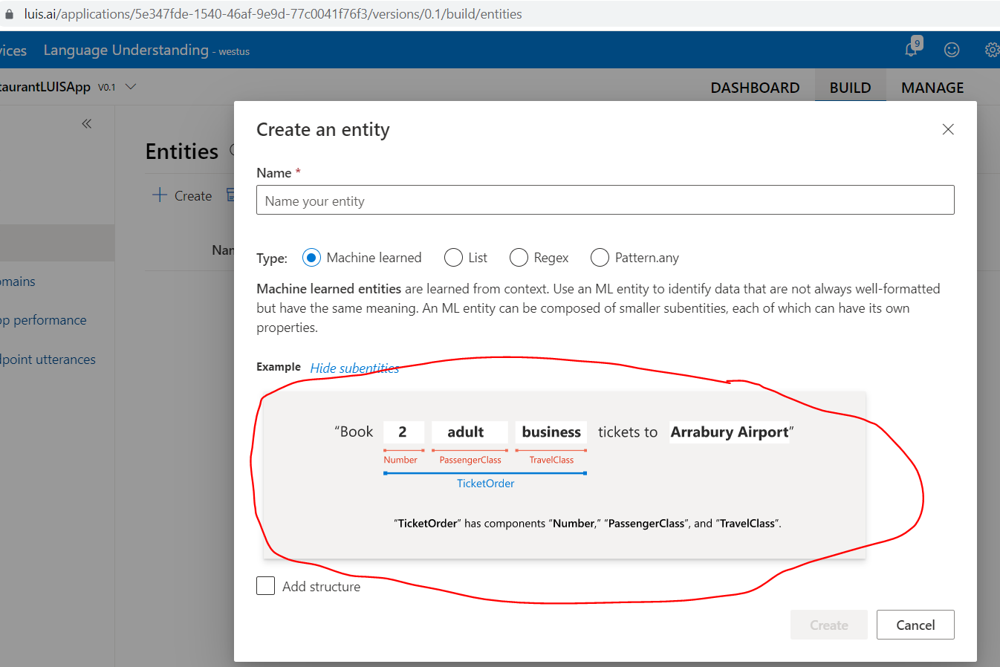 luis.ai/applications/5e347fde-1540-46af-9e9d-77c0041f76f3/versions/0.1/build/entities
vices Language Understanding - westus 9
taurantLUISApp V0.1 DASHBOARD BUILD MANAGE
Create an entity
Entities
Name *
Create
Name your entity
Nam
Type: Machine learned List Regex Pattern.any
omains
Machine learned entities are learned from context. Use an ML entity to identify data that are not always well-formatted
but have the same meaning. An ML entity can be composed of smaller subentities, each of which can have its own
pp performance
properties.
dpoint utterances
Example Hide subentities
“Book 2 adult business tickets to Arrabury Airport”
Number PassengerClass TravelClass
TicketOrder
“TicketOrder” has components “Number,” “PassengerClass”, and “TravelClass”.
Add structure
Create Cancel